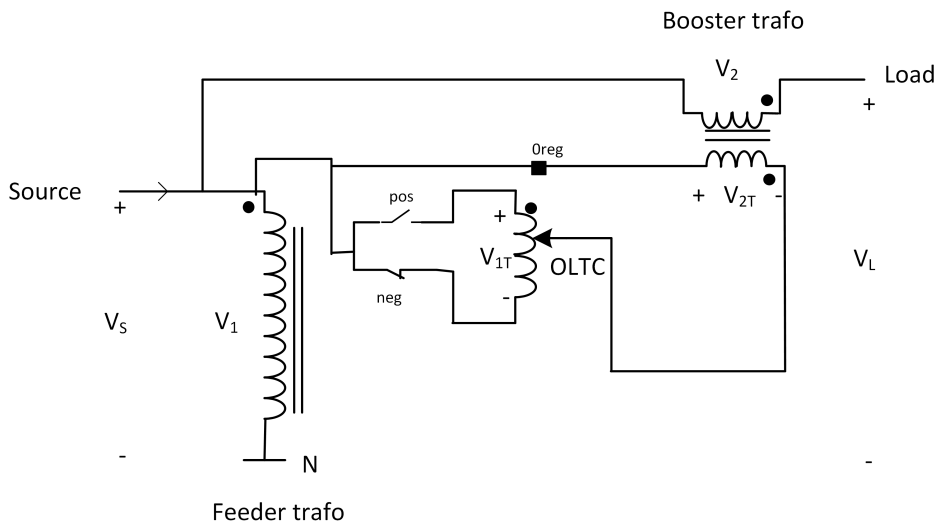 Booster trafo
V2
Load
+
0reg
Source
+
pos
+
V2T
-
+
V1T
OLTC
neg
-
VS
V1
VL
-
N
-
Feeder trafo